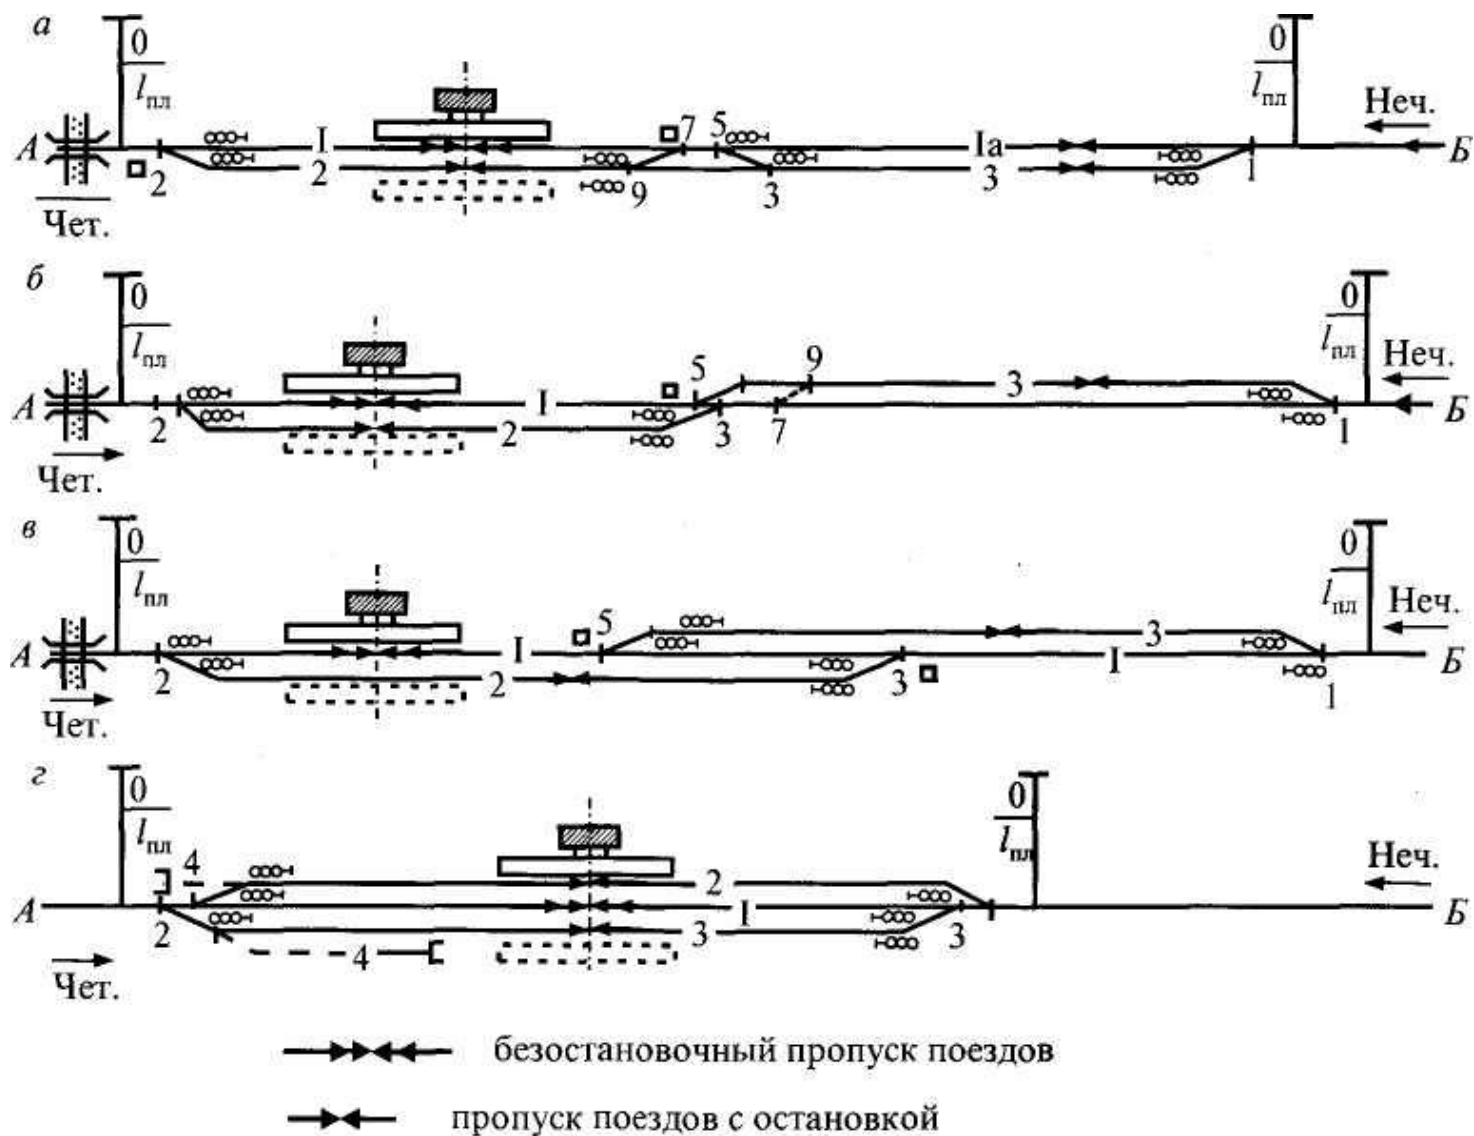 а
0
lпл
0
lпл
Неч.
А
I
7
5
Iа
Б
2
2
9
3
3
1
Чет.
б
0
lпл
0
lпл
Неч.
5
9
3
А
I
Б
2
2
3
7
1
Чет.
в
0
lпл
0
lпл
Неч.
5
3
А
I
I
Б
2
2
3
1
Чет.
г
0
lпл
0
lпл
Неч.
4
2
А
I
Б
2
3
3
4
Чет.
безостановочный пропуск поездов
пропуск поездов с остановкой